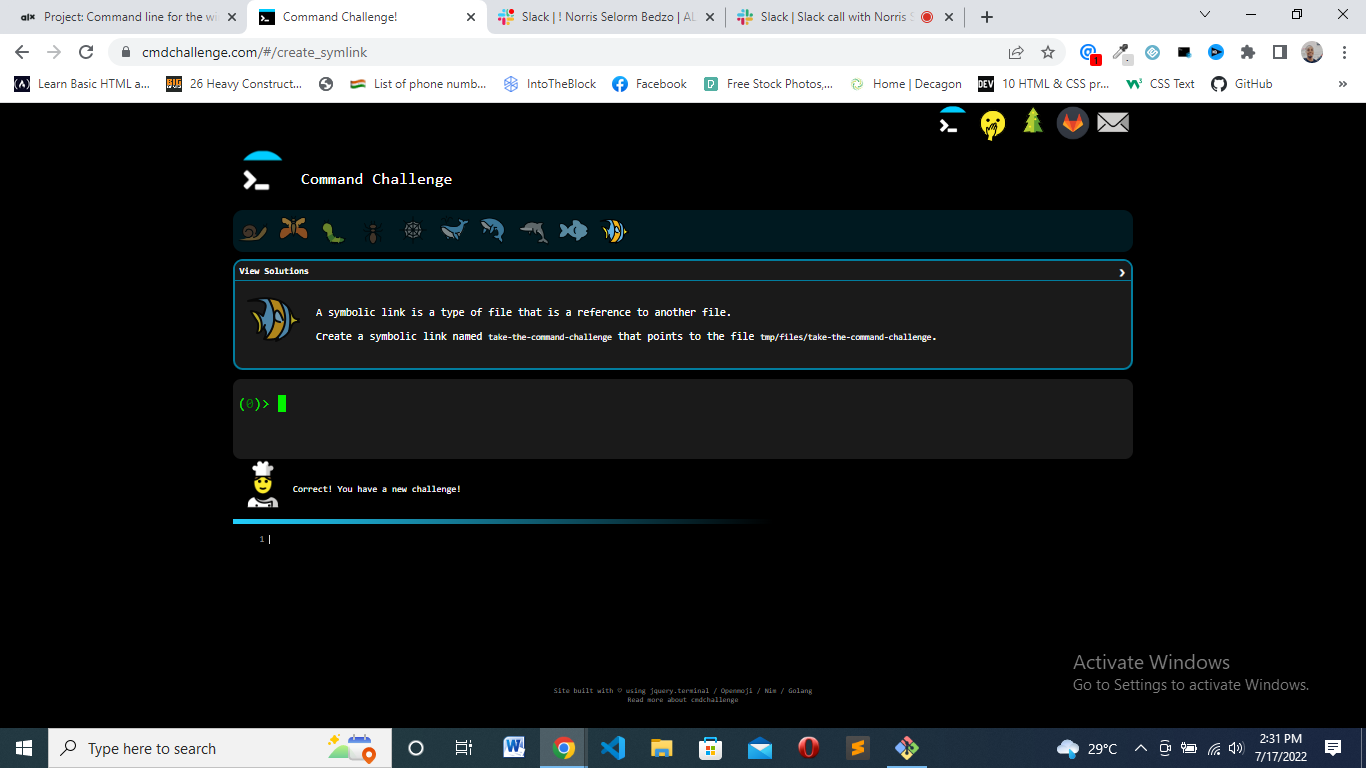 Project: Command line for the wi
Command Challenge!
Slack | ! Norris Selorm Bedzo | AL
Slack | Slack call with Norris S
cmdchallenge.com/#/create_symlink
1
Learn Basic HTML a...
26 Heavy Construct...
List of phone numb...
IntoTheBlock
Facebook
Free Stock Photos,...
Home | Decagon
DEV
10 HTML & CSS pr...
CSS Text
GitHub
»
Command Challenge
View Solutions
A symbolic link is a type of file that is a reference to another file.
Create a symbolic link named take-the-command-challenge that points to the file tmp/files/take-the-command-challenge.
(0)>
Correct! You have a new challenge!
1
Activate Windows
Go to Settings to activate Windows.
Site built with ♡ using jquery.terminal / Openmoji / Nim / Golang
Read more about cmdchallenge
Type here to search
29°C
2:31 PM
7/17/2022